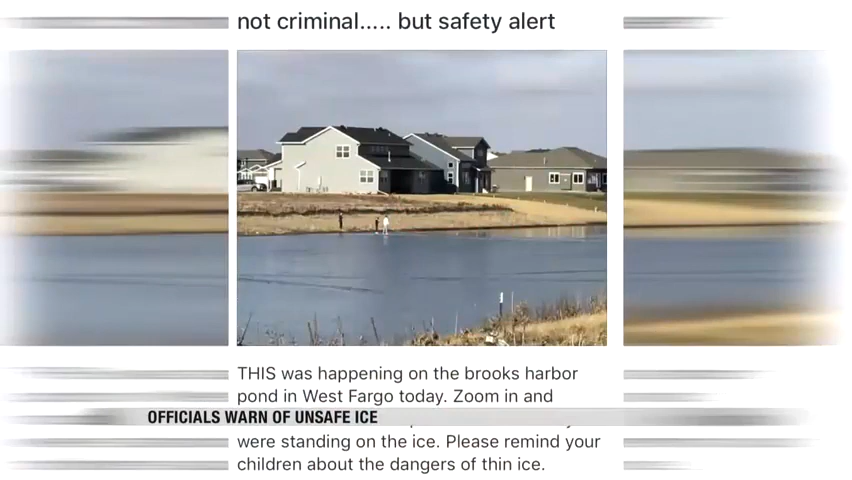 not criminal..... but safety alert
THIS was happening on the brooks harbor
pond in West Fargo today. Zoom in and
OFFICIALS WARN OF UNSAFE ICE
were standing on the ice. Please remind your
children about the dangers of thin ice.